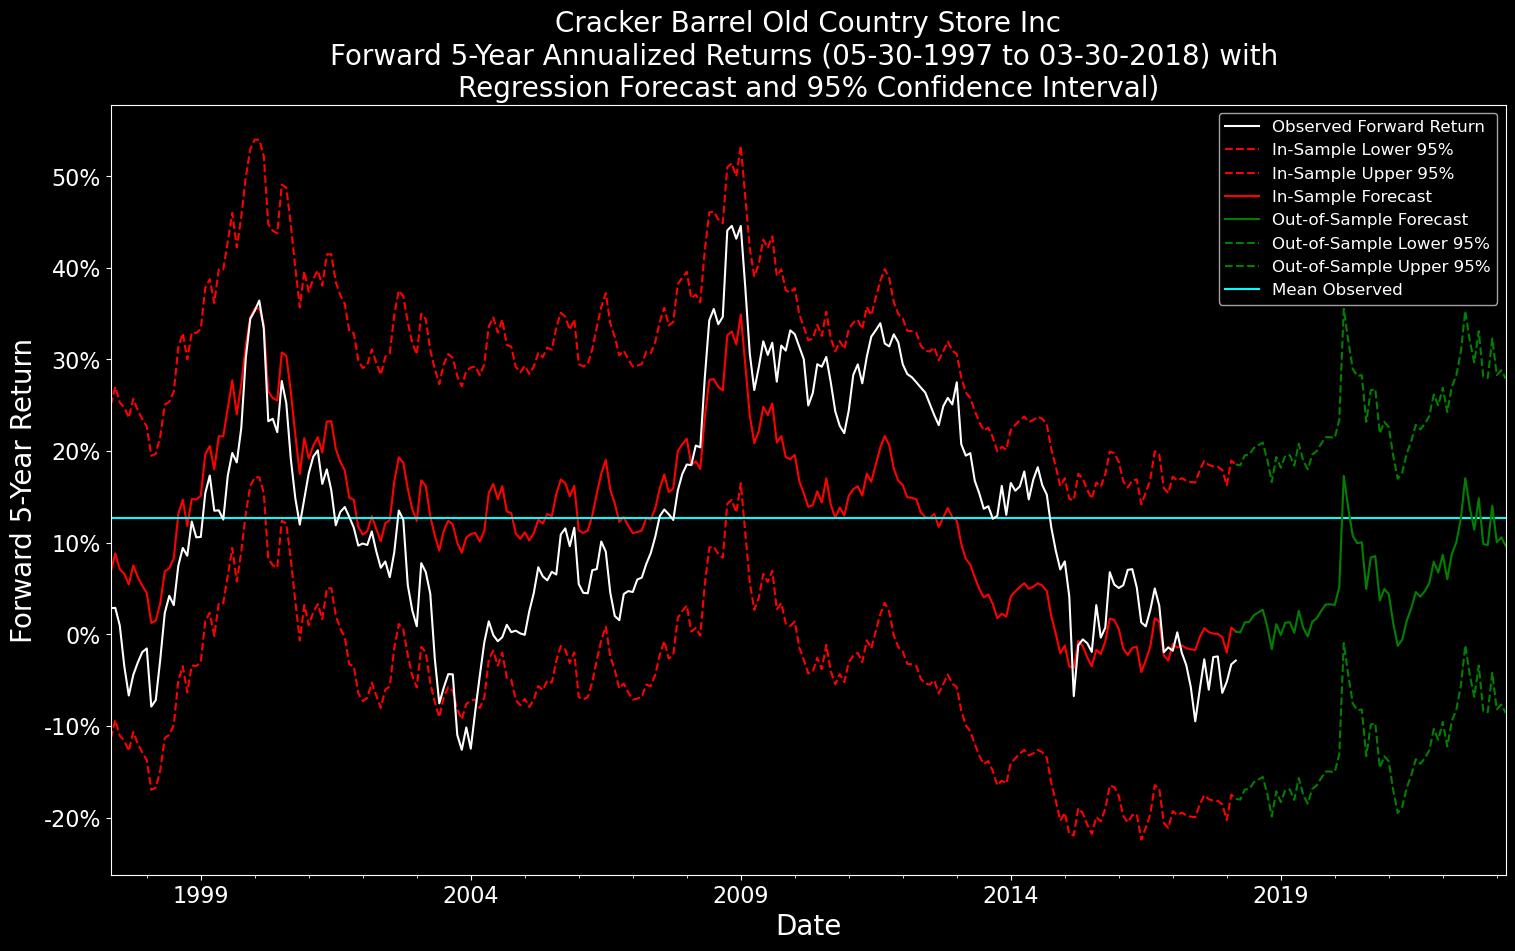 Cracker Barrel Old Country Store Inc
Forward 5-Year Annualized Returns (05-30-1997 to 03-30-2018) with
Regression Forecast and 95% Confidence Interval)
Observed Forward Return
In-Sample Lower 95%
In-Sample Upper 95%
In-Sample Forecast
Out-of-Sample Forecast
Out-of-Sample Lower 95%
Out-of-Sample Upper 95%
Mean Observed
Forward 5-Year Return
50%
40%
30%
20%
10%
0%
-10%
-20%
1999 2004 2009 2014 2019
Date